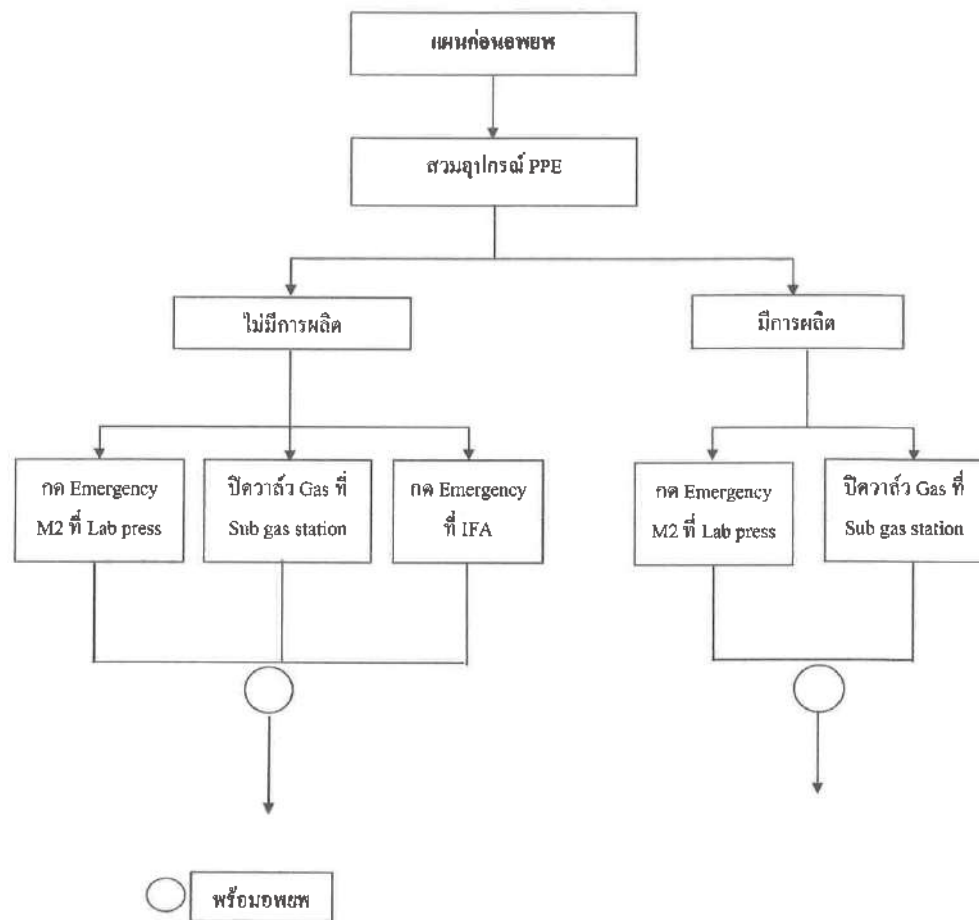 แผนก่อนอพยพ
สวมอุปกรณ์ PPE
ไม่มีการผลิต
มีการผลิต
กด Emergency
M2 ที่ Lab press
ปิดวาล์ว Gas ที่
Sub gas station
กด Emergency
ที่ IFA
กด Emergency
M2 ที่ Lab press
ปิดวาล์ว Gas ที่
Sub gas station
พร้อมอพยพ